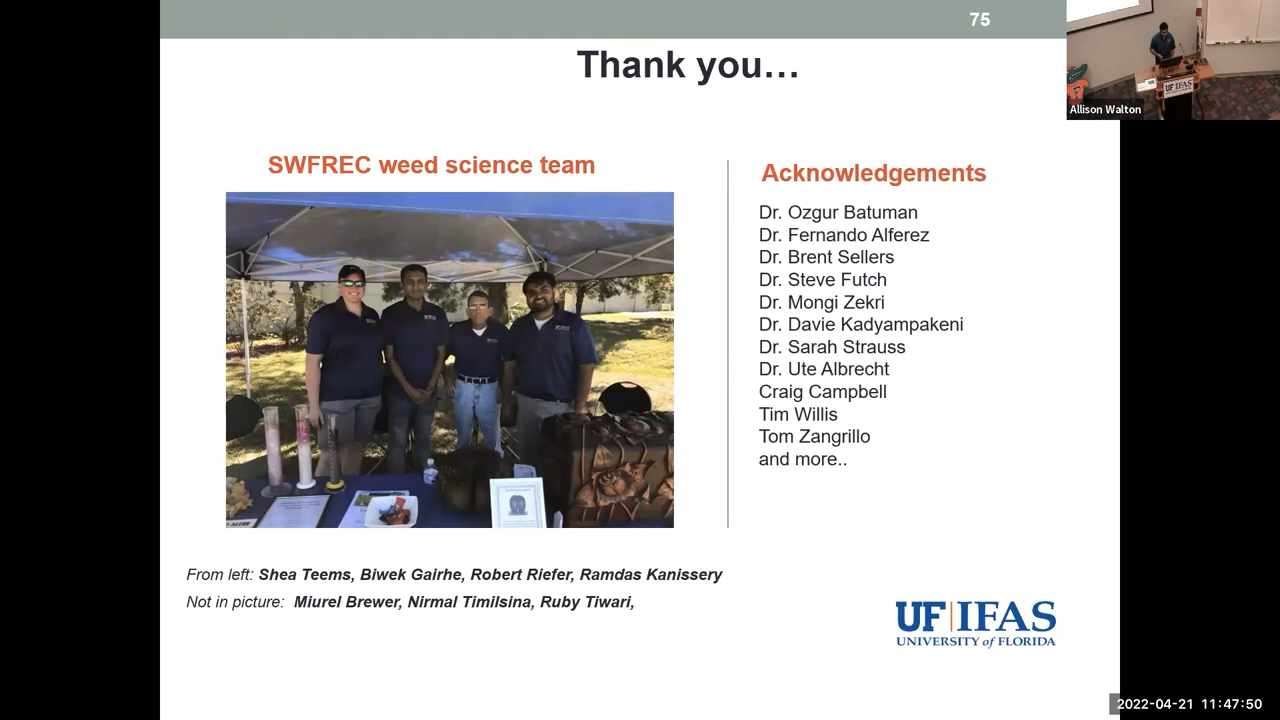 75
Thank you…
Allison Walton
UF IFAS
SWFREC weed science team
From left: Shea Teems, Biwek Gairhe, Robert Riefer, Ramdas Kanissery
Not in picture: Miurel Brewer, Nirmal Timilsina, Ruby Tiwari,
Acknowledgements
Dr. Ozgur Batuman
Dr. Fernando Alferez
Dr. Brent Sellers
Dr. Steve Futch
Dr. Mongi Zekri
Dr. Davie Kadyampakeni
Dr. Sarah Strauss
Dr. Ute Albrecht
Craig Campbell
Tim Willis
Tom Zangrillo
and more..
UF|IFAS
UNIVERSITY of FLORIDA
2022-04-21 11:47:50